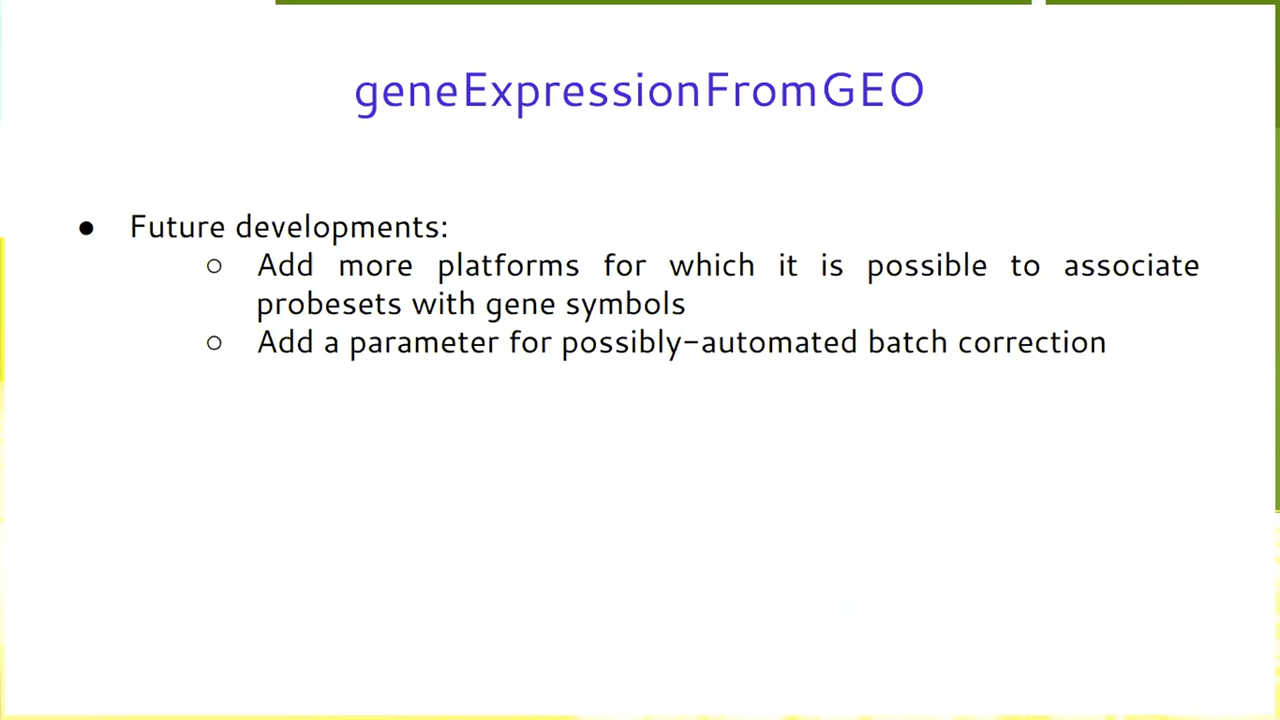 geneExpressionFromGEO
● Future developments:
○ Add more platforms for which it is possible to associate
probesets with gene symbols
○ Add a parameter for possibly-automated batch correction